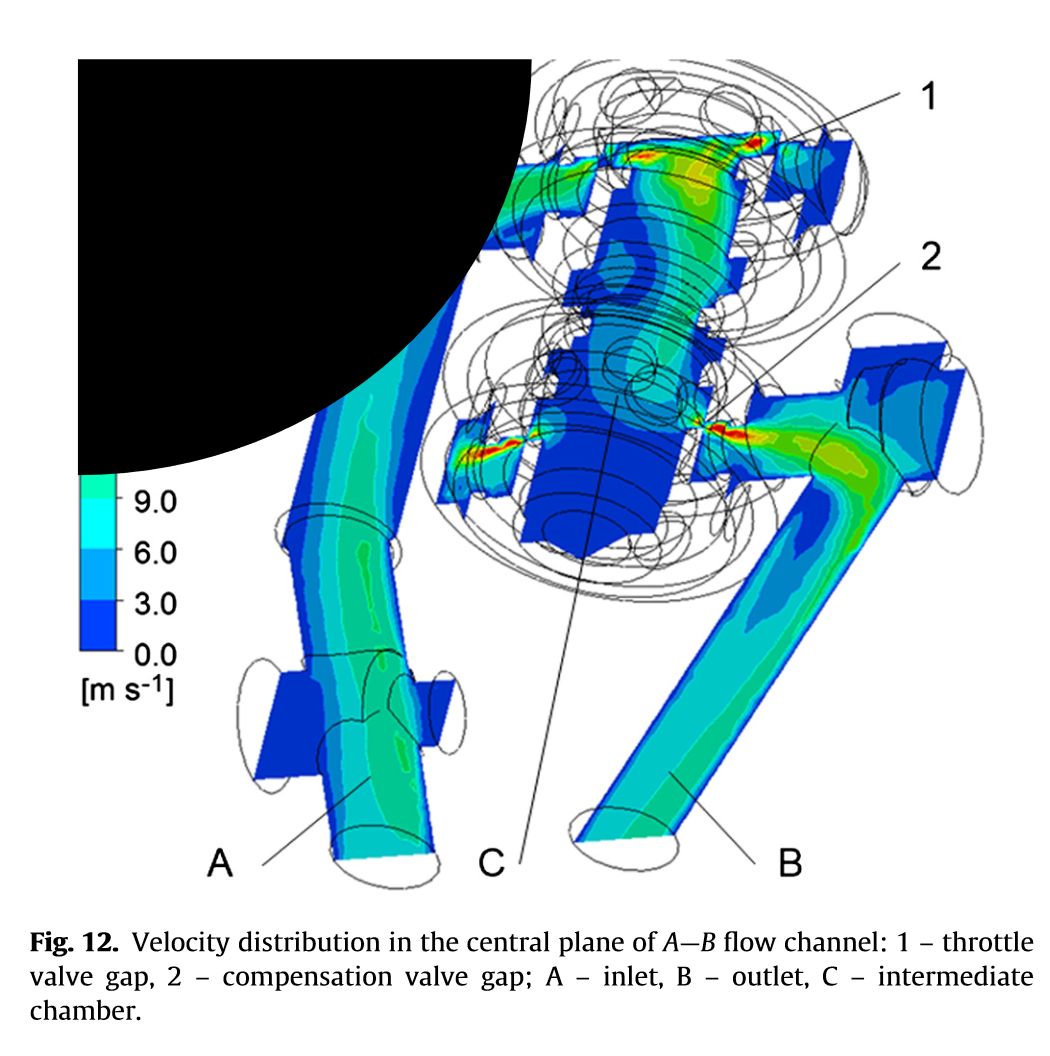 1
2
9.0
6.0
3.0
0.0
[m s-1]
A
C
B
Fig. 12. Velocity distribution in the central plane of A—B flow channel: 1 – throttle
valve gap, 2 – compensation valve gap; A – inlet, B – outlet, C – intermediate
chamber.